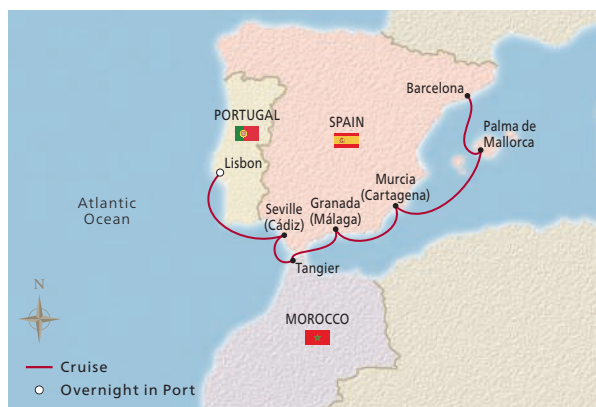 Barcelona
PORTUGAL
SPAIN
Palma de
Mallorca
Lisbon
Murcia
(Cartagena)
Atlantic
Ocean
Seville
(Cádiz)
Granada
(Málaga)
Tangier
N
MOROCCO
Cruise
Overnight in Port